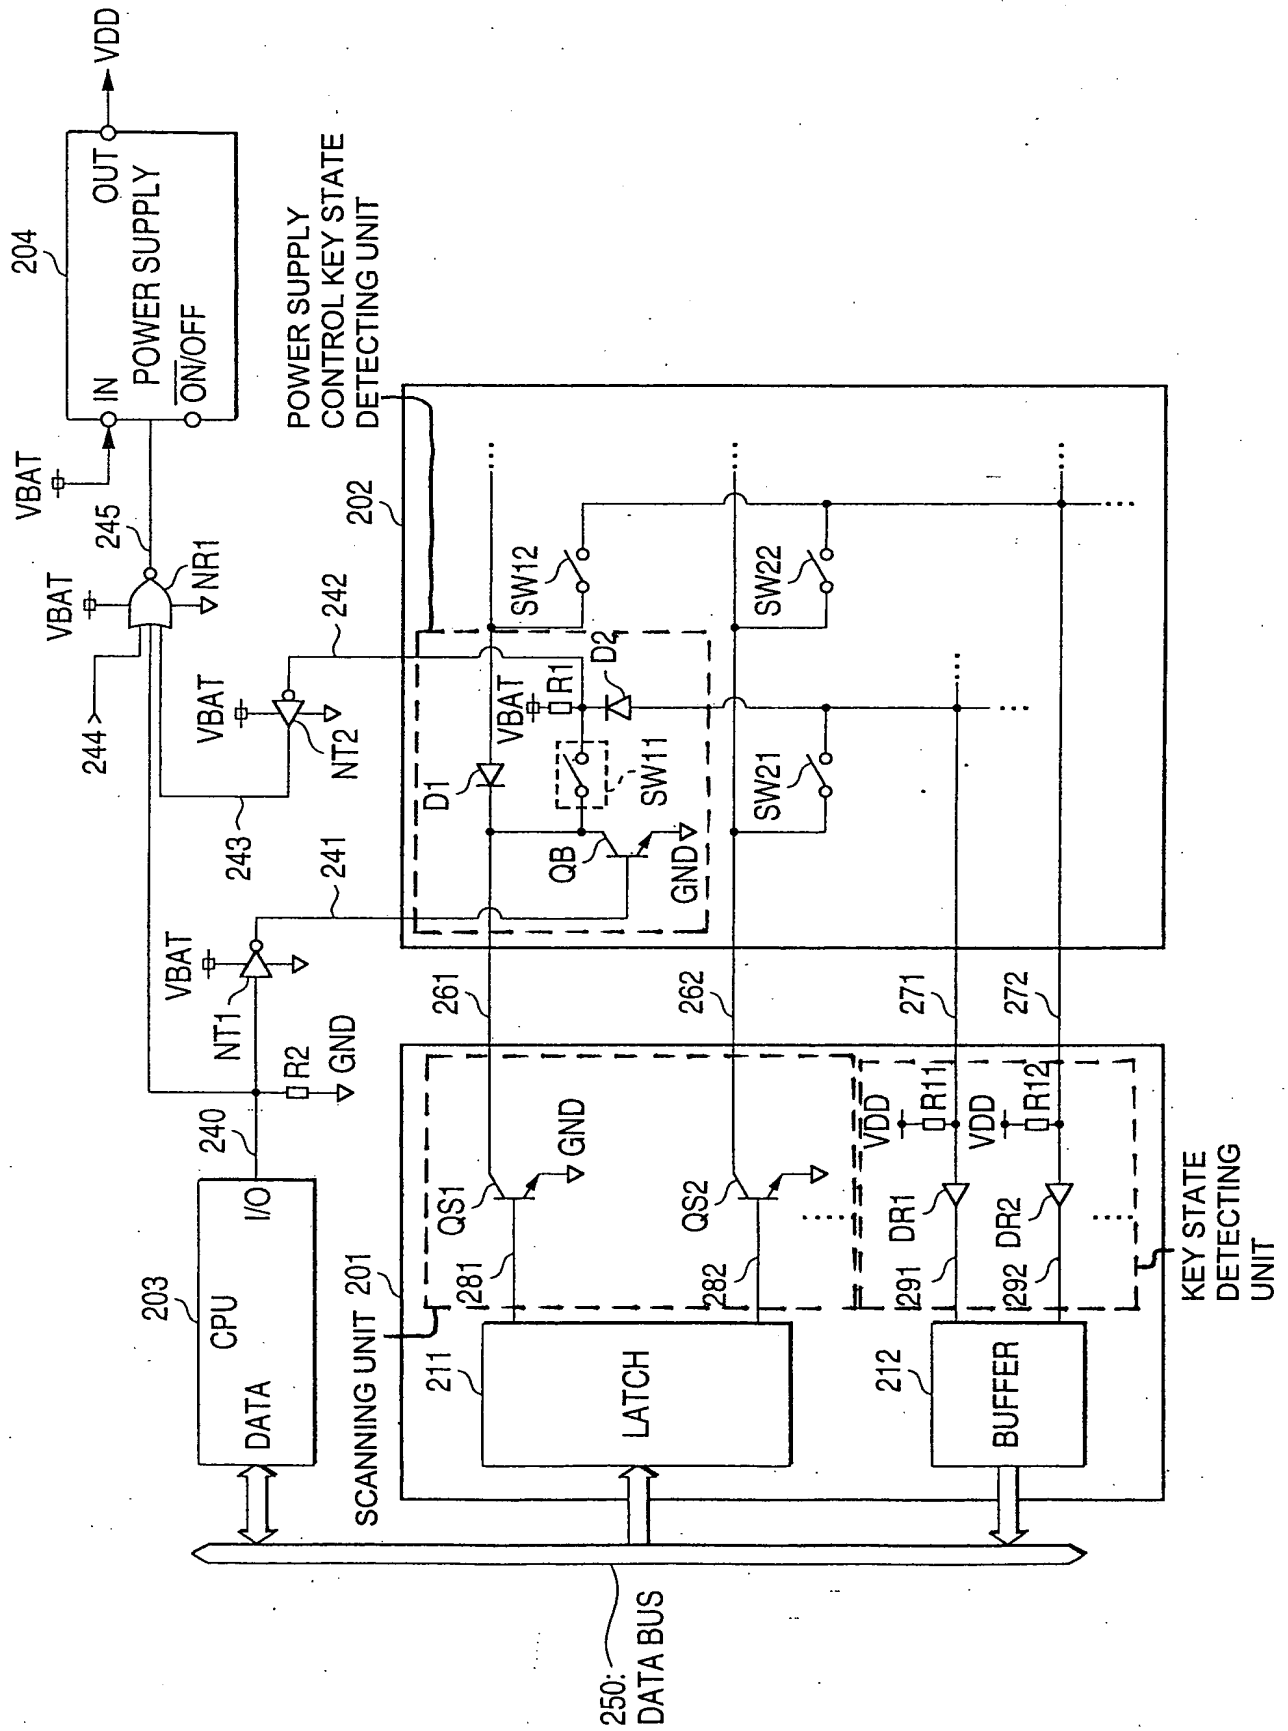 250:
DATA BUS
203
CPU
DATA
I/O
240
R2
GND
VBAT
NT1
241
243
244
VBAT
NT2
242
VBAT
NR1
245
VBAT
204
IN
OUT
POWER SUPPLY
ON/OFF
VDD
POWER SUPPLY
CONTROL KEY STATE
DETECTING UNIT
SCANNING UNIT
201
211
LATCH
281
QS1
GND
282
QS2
......
212
BUFFER
291
DR1
VDD
R11
292
DR2
VDD
R12
......
KEY STATE
DETECTING
UNIT
261
262
271
272
202
D1
QB
GND
SW11
VBAT
R1
D2
SW12
SW21
SW22
...
...
...
...
...
...